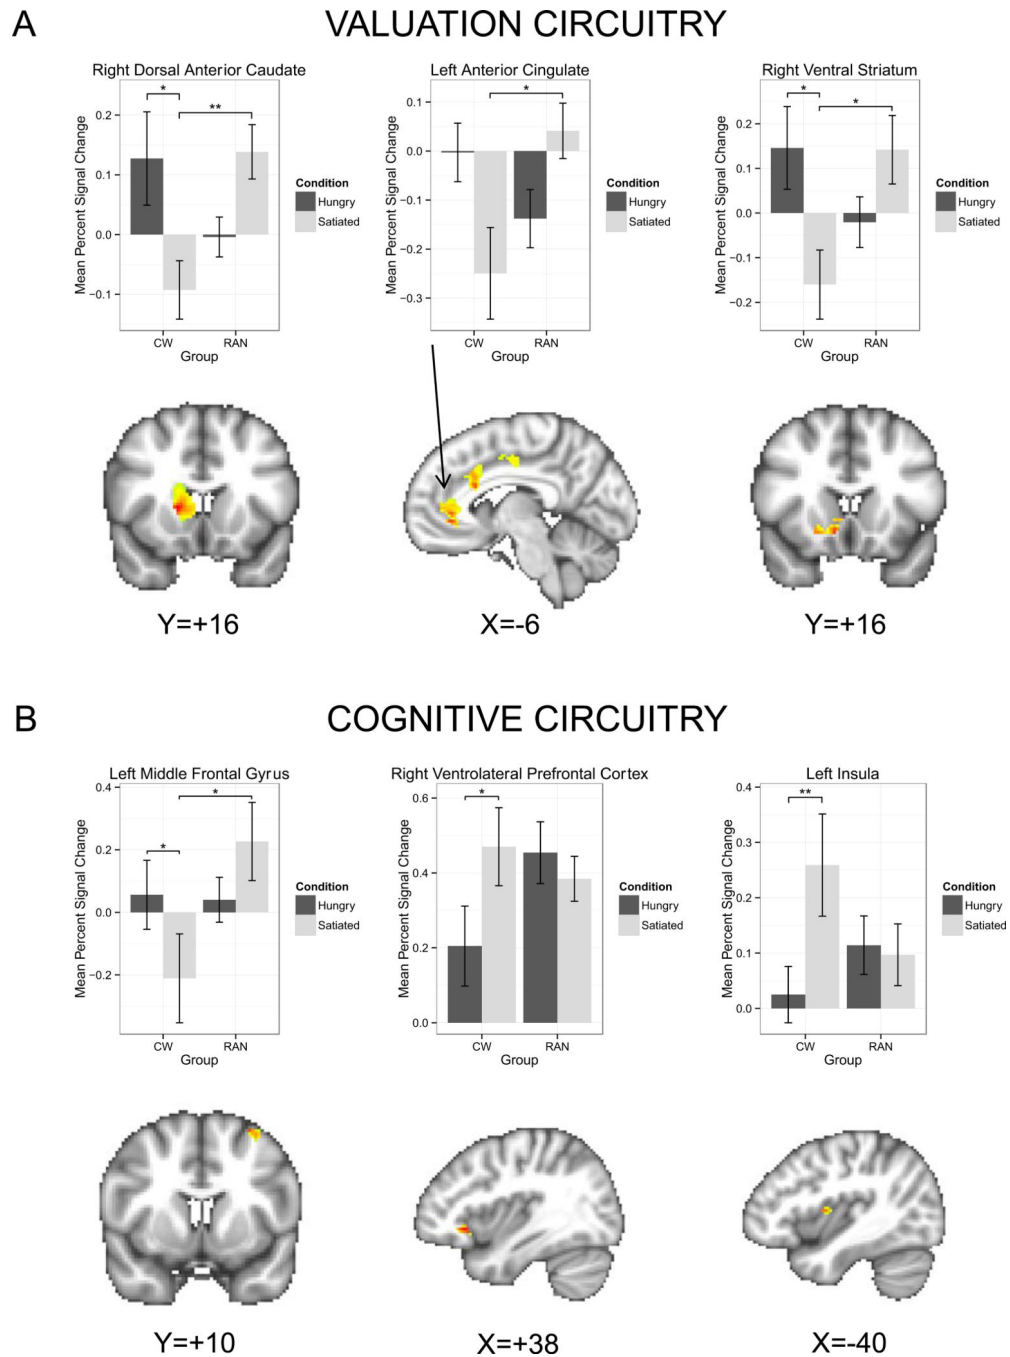 A
VALUATION CIRCUITRY
Right Dorsal Anterior Caudate
Mean Percent Signal Change
0.2
0.1
0.0
−0.1
*
**
CW
RAN
Group
Condition
Hungry
Satiated
Left Anterior Cingulate
Mean Percent Signal Change
0.1
0.0
−0.1
−0.2
−0.3
*
CW
RAN
Group
Condition
Hungry
Satiated
Right Ventral Striatum
Mean Percent Signal Change
0.2
0.1
0.0
−0.1
−0.2
*
*
CW
RAN
Group
Condition
Hungry
Satiated
Y=+16
X=-6
Y=+16
B
COGNITIVE CIRCUITRY
Left Middle Frontal Gyrus
Mean Percent Signal Change
0.4
0.2
0.0
−0.2
*
*
CW
RAN
Group
Condition
Hungry
Satiated
Right Ventrolateral Prefrontal Cortex
Mean Percent Signal Change
0.6
0.4
0.2
0.0
*
CW
RAN
Group
Condition
Hungry
Satiated
Left Insula
Mean Percent Signal Change
0.4
0.3
0.2
0.1
0.0
**
CW
RAN
Group
Condition
Hungry
Satiated
Y=+10
X=+38
X=-40